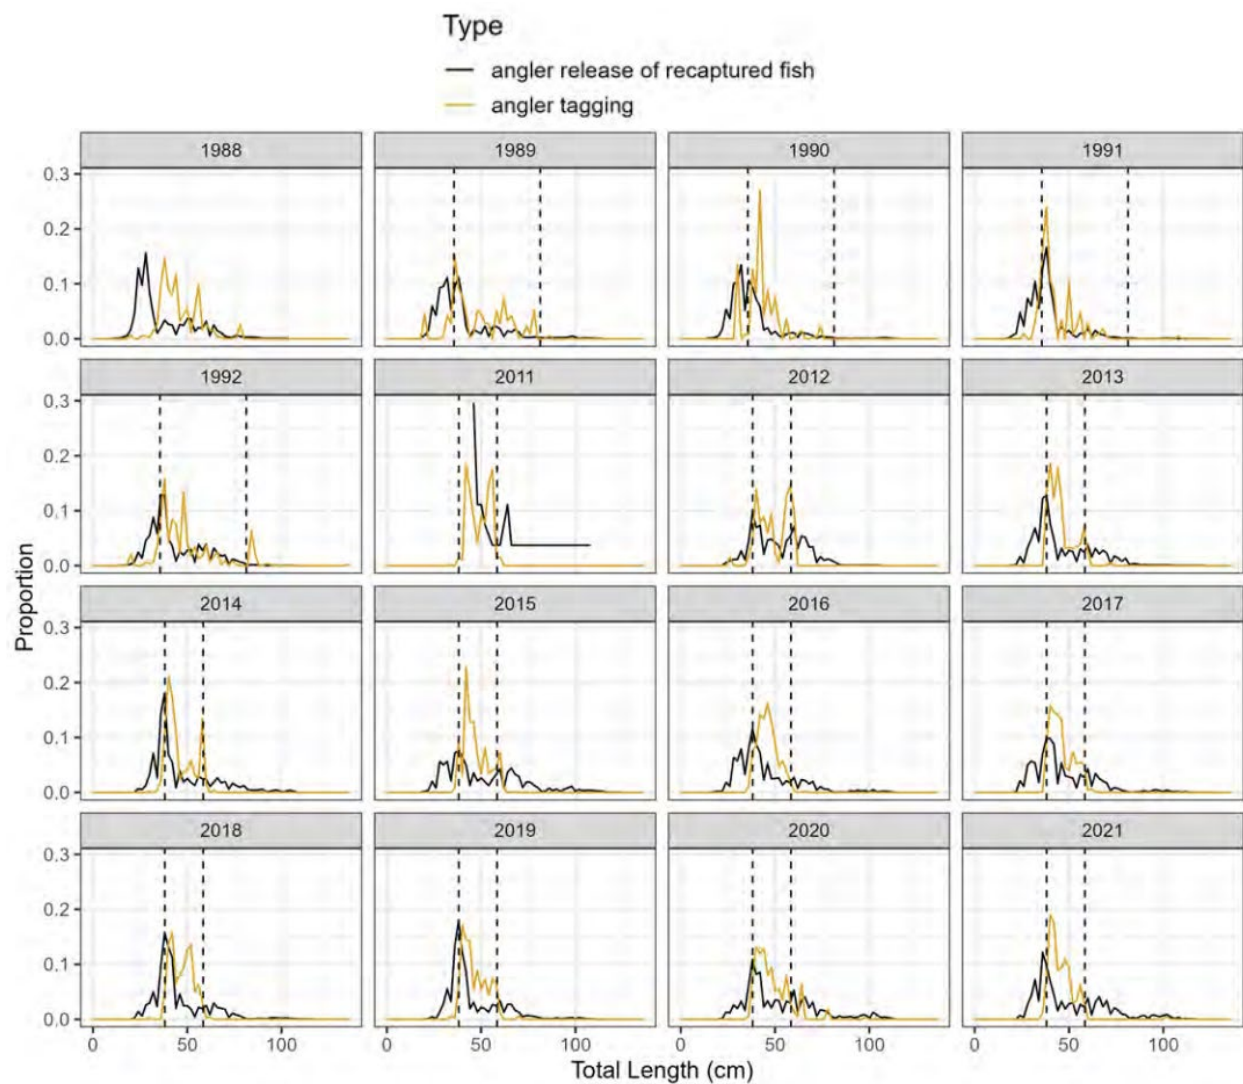 Type
angler release of recaptured fish
angler tagging
1988 1989 1990 1991
0.3
0.2
0.1
0.0
1992 2011 2012 2013
0.3
0.2
0.1
0.0
Proportion
2014 2015 2016 2017
0.3
0.2
0.1
0.0
2018 2019 2020 2021
0.3
0.2
0.1
0.0
0 50 100 0 50 100 0 50 100 0 50 100
Total Length (cm)